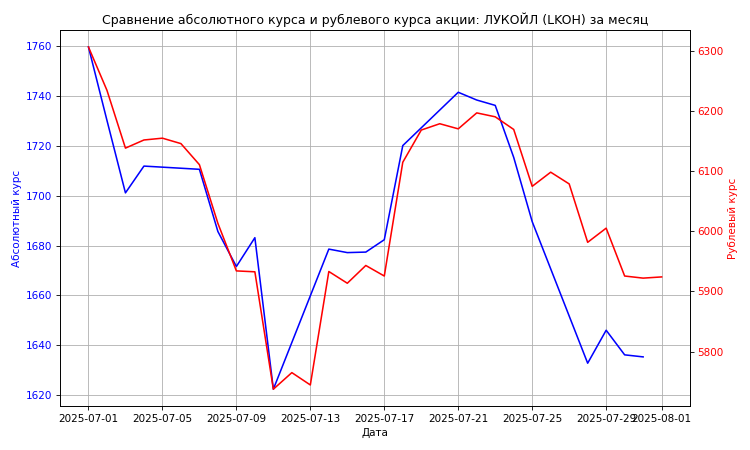 Сравнение абсолютного курса и рублевого курса акции: ЛУКОЙЛ (LKOH) за месяц
1760
1740
1720
1700
1680
1660
1640
1620
Абсолютный курс
6300
6200
6100
6000
5900
5800
Рублевый курс
2025-07-01 2025-07-05 2025-07-09 2025-07-13 2025-07-17 2025-07-21 2025-07-25 2025-07-29 2025-08-01
Дата